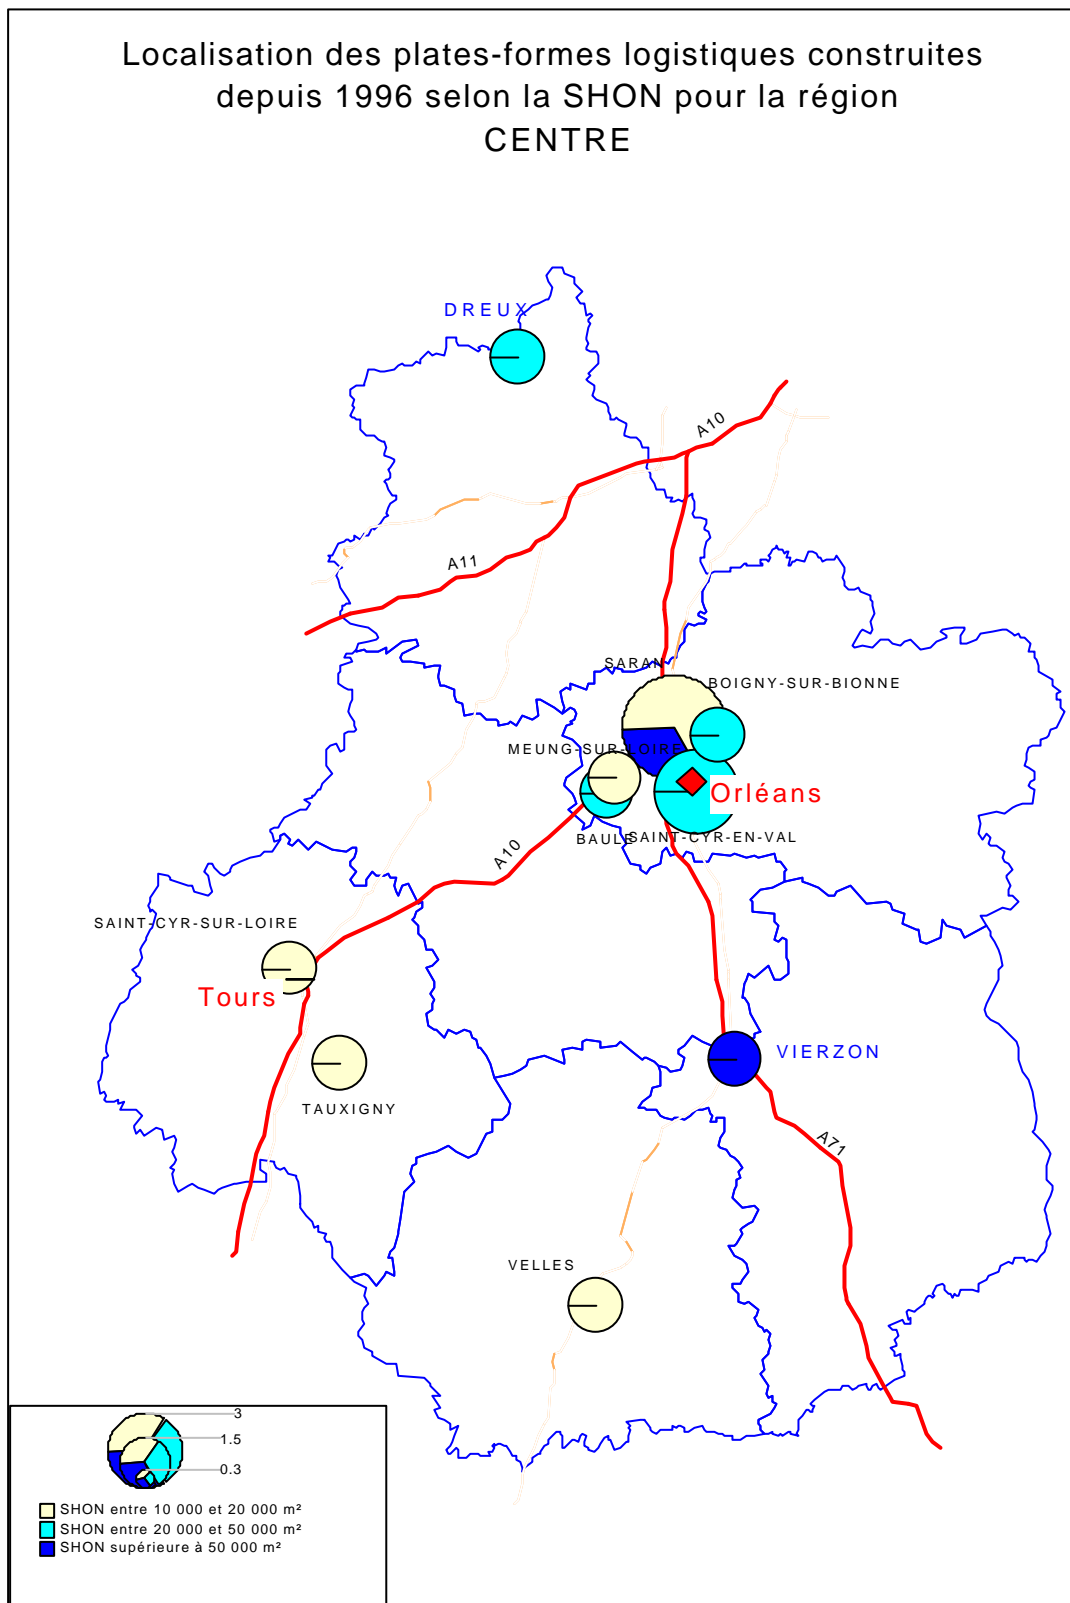 Localisation des plates-formes logistiques construites
depuis 1996 selon la SHON pour la région
CENTRE
DREUX
A10
A11
SARAN
BOIGNY-SUR-BIONNE
MEUNG-SUR-LOIRE
Orléans
BAULE
SAINT-CYR-EN-VAL
A10
SAINT-CYR-SUR-LOIRE
Tours
VIERZON
TAUXIGNY
A71
VELLES
3
1.5
0.3
SHON entre 10 000 et 20 000 m²
SHON entre 20 000 et 50 000 m²
SHON supérieure à 50 000 m²